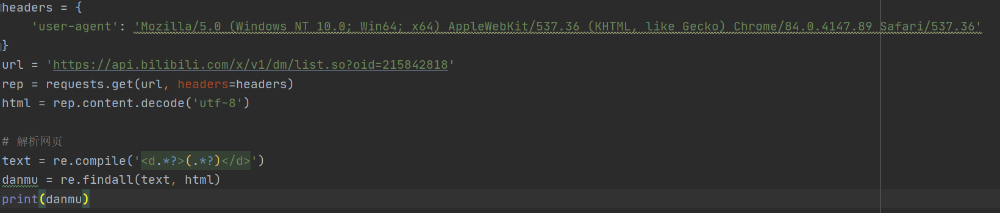 headers = {
    'user-agent': 'Mozilla/5.0 (Windows NT 10.0; Win64; x64) AppleWebKit/537.36 (KHTML, like Gecko) Chrome/84.0.4147.89 Safari/537.36'
}
url = 'https://api.bilibili.com/x/v1/dm/list.so?oid=215842818'
rep = requests.get(url, headers=headers)
html = rep.content.decode('utf-8')
# 解析网页
text = re.compile('<d.*?>(.*?)</d>')
danmu = re.findall(text, html)
print(danmu)